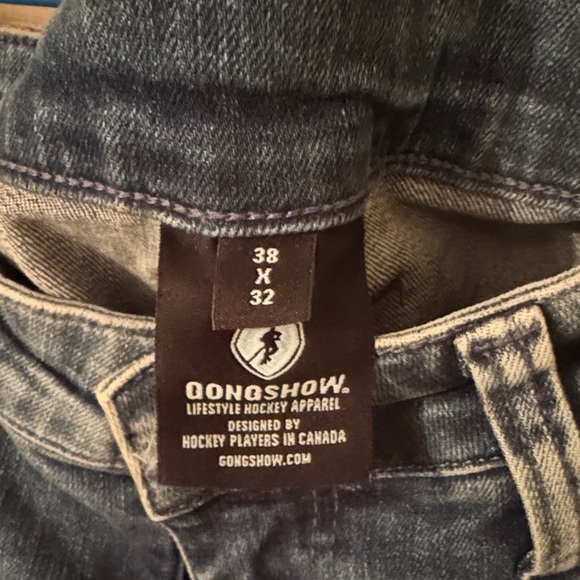 38
X
32
GONGSHOW.
LIFESTYLE HOCKEY APPAREL
DESIGNED BY
HOCKEY PLAYERS IN CANADA
GONGSHOW.COM